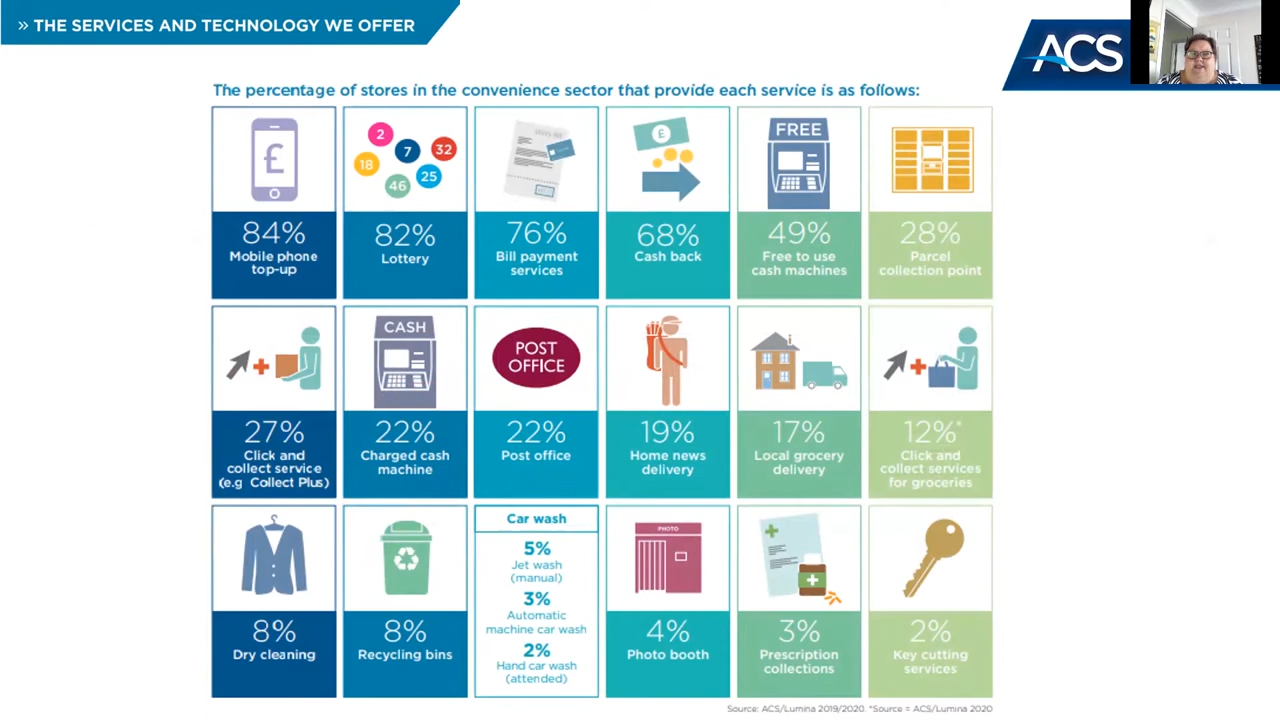 » THE SERVICES AND TECHNOLOGY WE OFFER
ACS
The percentage of stores in the convenience sector that provide each service is as follows:
£
2
7
32
18
25
46
£
FREE
84%
Mobile phone
top-up
82%
Lottery
76%
Bill payment
services
68%
Cash back
49%
Free to use
cash machines
28%
Parcel
collection point
CASH
POST
OFFICE
27%
Click and
collect service
(e.g Collect Plus)
22%
Charged cash
machine
22%
Post office
19%
Home news
delivery
17%
Local grocery
delivery
12%*
Click and
collect services
for groceries
Car wash
5%
Jet wash
(manual)
3%
Automatic
machine car wash
2%
Hand car wash
(attended)
PHOTO
8%
Dry cleaning
8%
Recycling bins
4%
Photo booth
3%
Prescription
collections
2%
Key cutting
services
Source: ACS/Lumina 2019/2020. *Source = ACS/Lumina 2020